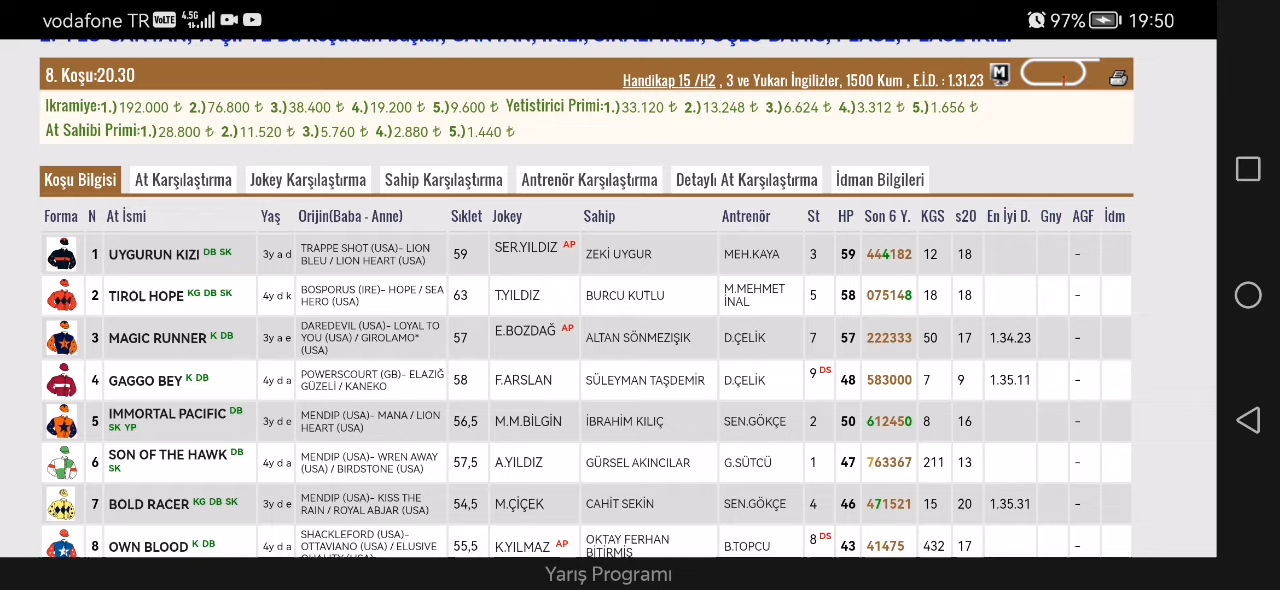 vodafone TR VoLTE 4.5G 97% 19:50
8. Koşu:20.30
Handikap 15 /H2 , 3 ve Yukarı İngilizler, 1500 Kum , E.İ.D. : 1.31.23 M
Ikramiye:1.)192.000 ₺ 2.)76.800 ₺ 3.)38.400 ₺ 4.)19.200 ₺ 5.)9.600 ₺ Yetistirici Primi:1.)33.120 ₺ 2.)13.248 ₺ 3.)6.624 ₺ 4.)3.312 ₺ 5.)1.656 ₺
At Sahibi Primi:1.)28.800 ₺ 2.)11.520 ₺ 3.)5.760 ₺ 4.)2.880 ₺ 5.)1.440 ₺
Koşu Bilgisi At Karşılaştırma Jokey Karşılaştırma Sahip Karşılaştırma Antrenör Karşılaştırma Detaylı At Karşılaştırma İdman Bilgileri
Forma N At İsmi Yaş Orijin(Baba - Anne) Sıklet Jokey Sahip Antrenör St HP Son 6 Y. KGS s20 En İyi D. Gny AGF İdm
1 UYGURUN KIZI DB SK 3y a d TRAPPE SHOT (USA)- LION BLEU / LION HEART (USA) 59 SER.YILDIZ AP ZEKİ UYGUR MEH.KAYA 3 59 444182 12 18 -
2 TIROL HOPE KG DB SK 4y d k BOSPORUS (IRE)- HOPE / SEA HERO (USA) 63 T.YILDIZ BURCU KUTLU M.MEHMET İNAL 5 58 075148 18 18 -
3 MAGIC RUNNER K DB 3y a e DAREDEVIL (USA)- LOYAL TO YOU (USA) / GIROLAMO* (USA) 57 E.BOZDAĞ AP ALTAN SÖNMEZIŞIK D.ÇELİK 7 57 222333 50 17 1.34.23 -
4 GAGGO BEY K DB 4y d a POWERSCOURT (GB)- ELAZIĞ GÜZELİ / KANEKO 58 F.ARSLAN SÜLEYMAN TAŞDEMİR D.ÇELİK 9 DS 48 583000 7 9 1.35.11 -
5 IMMORTAL PACIFIC DB SK YP 3y d e MENDIP (USA)- MANA / LION HEART (USA) 56,5 M.M.BİLGİN İBRAHİM KILIÇ SEN.GÖKÇE 2 50 612450 8 16 -
6 SON OF THE HAWK DB SK 4y d a MENDIP (USA)- WREN AWAY (USA) / BIRDSTONE (USA) 57,5 A.YILDIZ GÜRSEL AKINCILAR G.SÜTCÜ 1 47 763367 211 13 -
7 BOLD RACER KG DB SK 3y d e MENDIP (USA)- KISS THE RAIN / ROYAL ABJAR (USA) 54,5 M.ÇİÇEK CAHİT SEKİN SEN.GÖKÇE 4 46 471521 15 20 1.35.31 -
8 OWN BLOOD K DB 4y d a SHACKLEFORD (USA)- OTTAVIANO (USA) / ELUSIVE 55,5 K.YILMAZ AP OKTAY FERHAN BİTİRMİŞ B.TOPCU 8 DS 43 41475 432 17 -
Yarış Programı